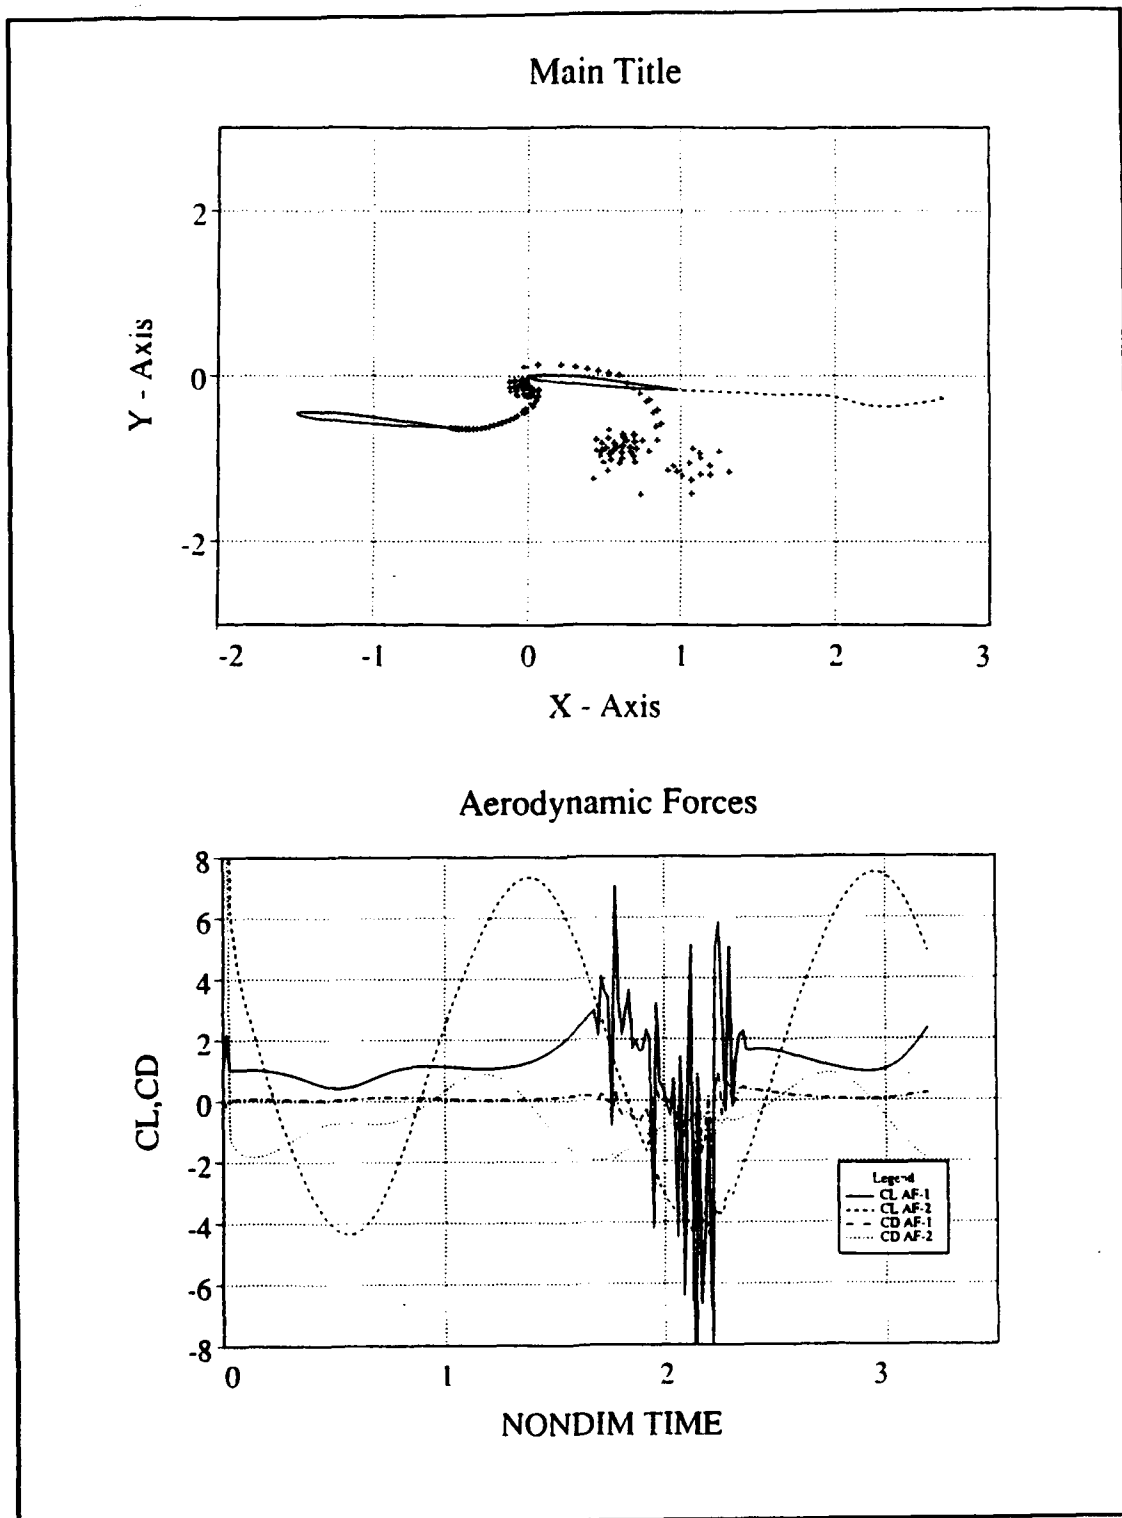 Main Title
2
0
-2
Y - Axis
-2 -1 0 1 2 3
X - Axis
Aerodynamic Forces
8
6
4
2
0
-2
-4
-6
-8
CL,CD
Legend
CL AF-1
CL AF-2
CD AF-1
CD AF-2
0 1 2 3
NONDIM TIME